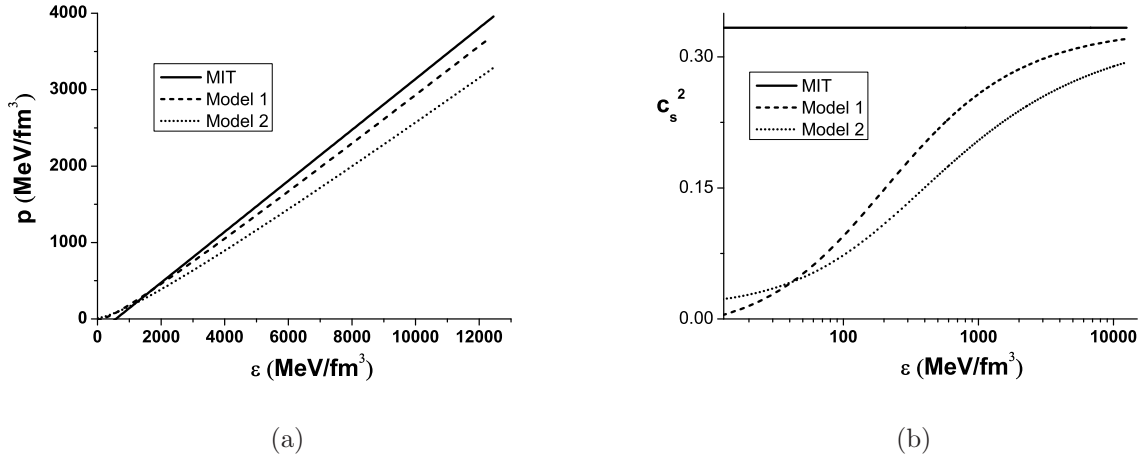 4000
3000
2000
1000
0
p (MeV/fm³)
MIT
Model 1
Model 2
0 2000 4000 6000 8000 10000 12000
ε (MeV/fm³)
(a)
0.30
0.15
0.00
c_s²
MIT
Model 1
Model 2
100 1000 10000
ε (MeV/fm³)
(b)